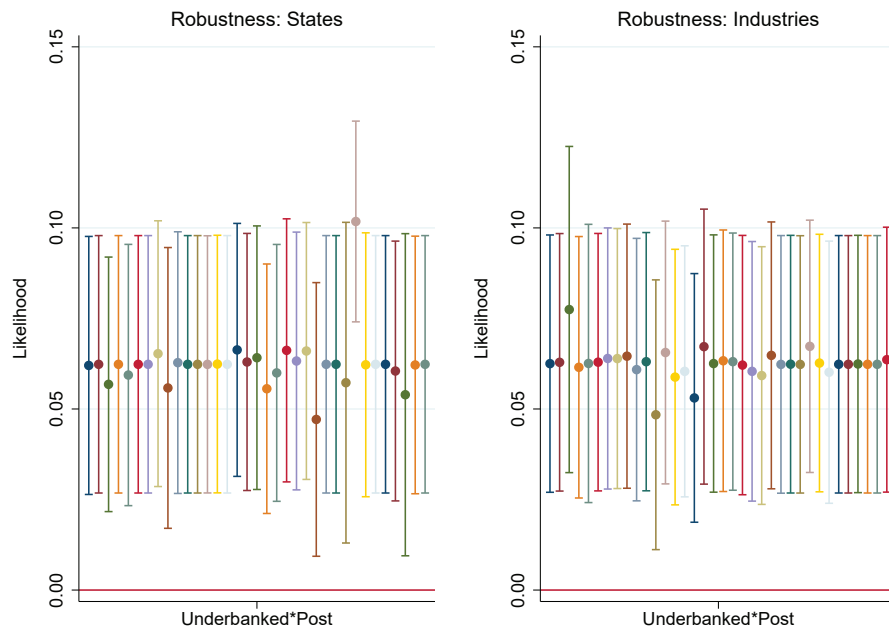 Robustness: States
Likelihood
0.15
0.10
0.05
0.00
Underbanked*Post
Robustness: Industries
Likelihood
0.15
0.10
0.05
0.00
Underbanked*Post